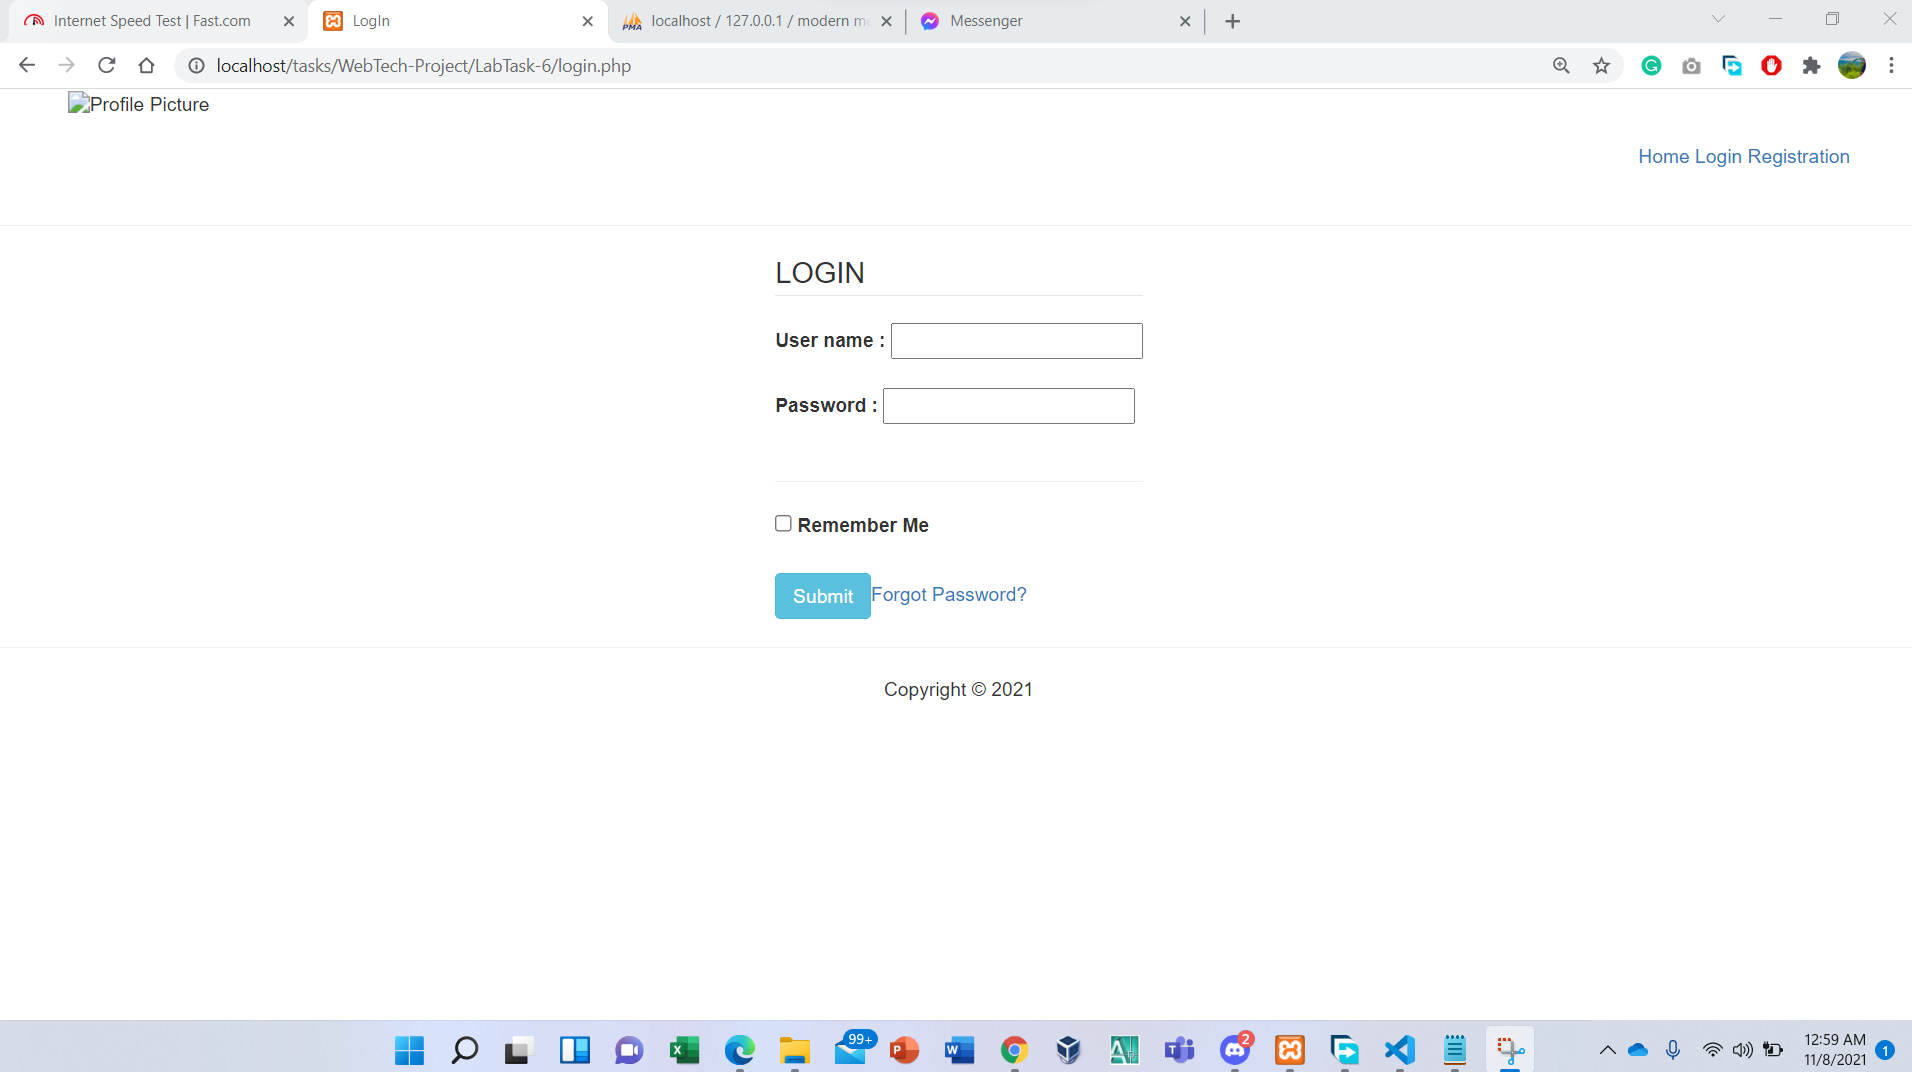 Internet Speed Test | Fast.com
LogIn
localhost / 127.0.0.1 / modern m
Messenger
localhost/tasks/WebTech-Project/LabTask-6/login.php
Profile Picture
Home Login Registration
LOGIN
User name :
Password :
Remember Me
Submit Forgot Password?
Copyright © 2021
99+
2
12:59 AM
11/8/2021
1